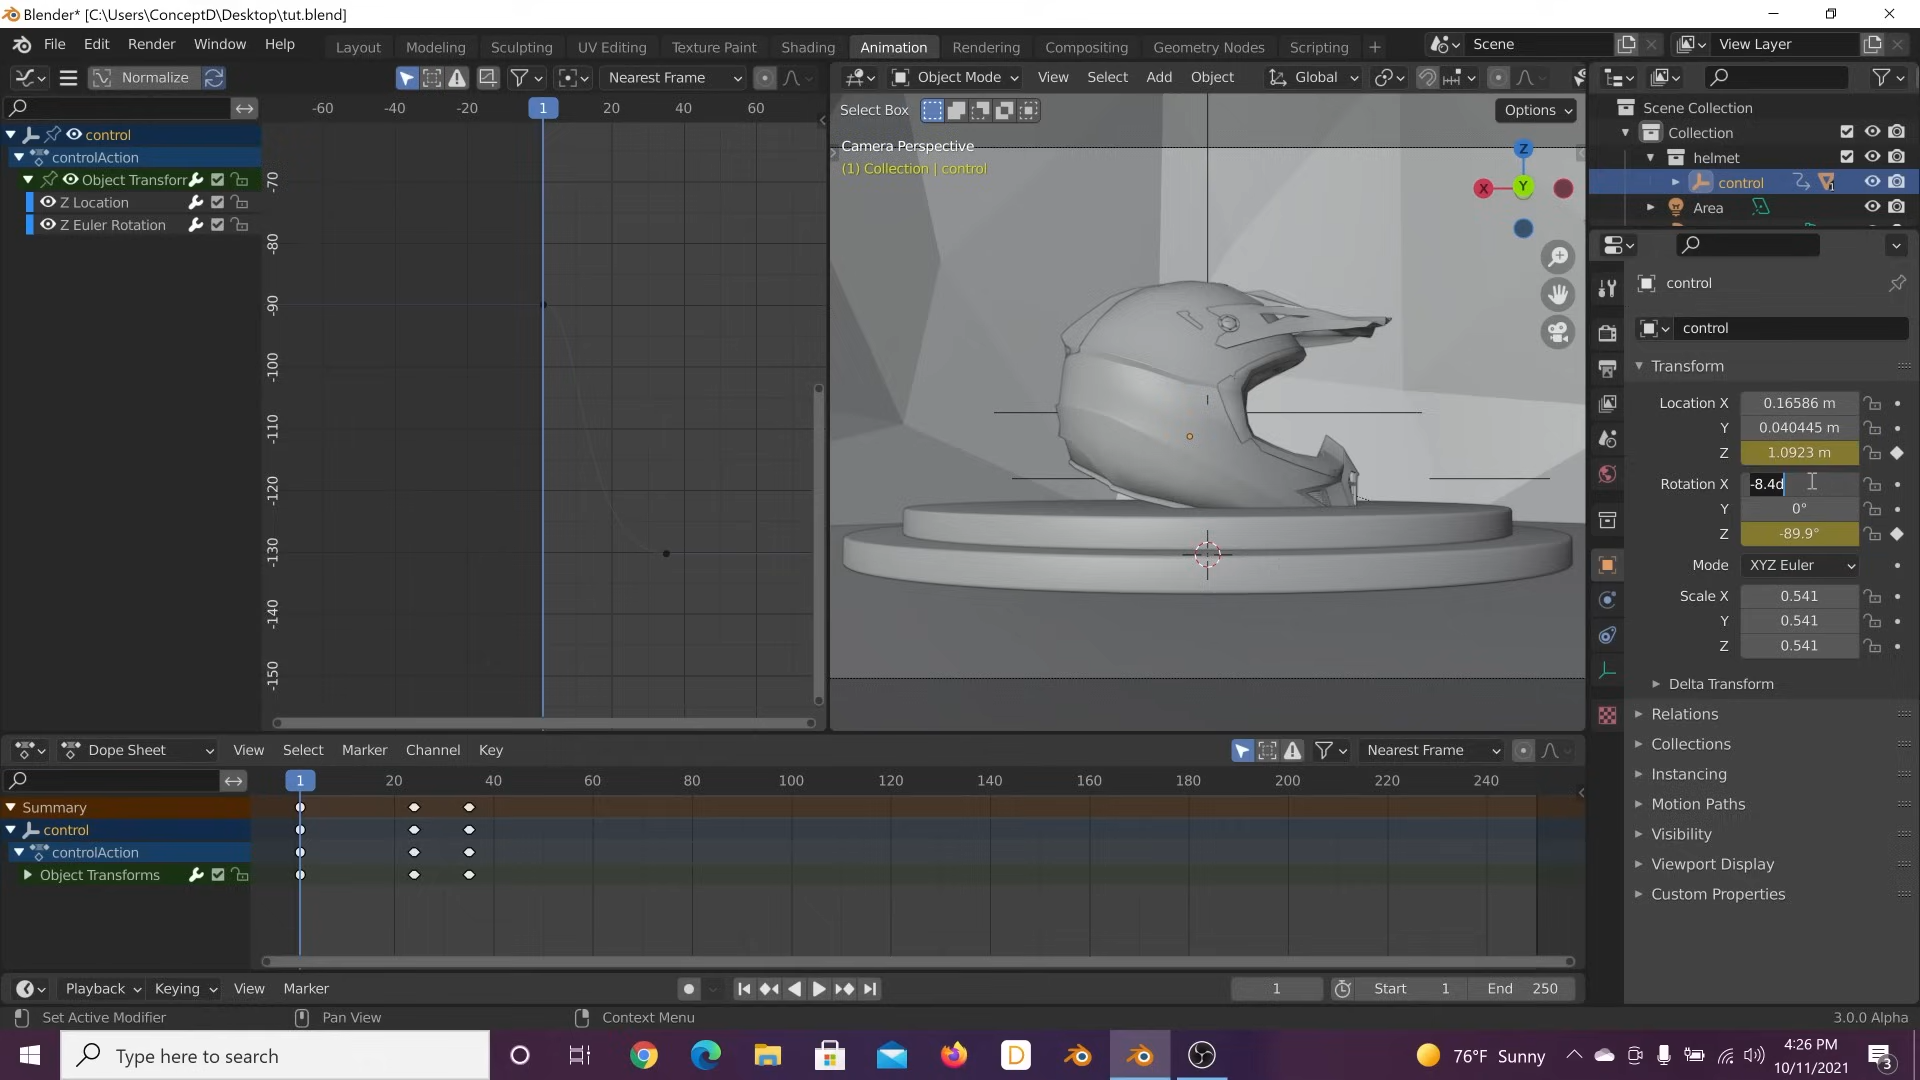 Blender* [C:\Users\ConceptD\Desktop\tut.blend]
File Edit Render Window Help
Layout Modeling Sculpting UV Editing Texture Paint Shading Animation Rendering Compositing Geometry Nodes Scripting +
Scene
View Layer
Normalize
Nearest Frame
Object Mode View Select Add Object
Global
-60 -40 -20 1 20 40 60
Select Box
Options
control
controlAction
Object Transforr
Z Location
Z Euler Rotation
-70
-80
-90
-100
-110
-120
-130
-140
-150
Camera Perspective
(1) Collection | control
Z
X
Y
Scene Collection
Collection
helmet
control
1
Area
control
control
Transform
Location X 0.16586 m
Y 0.040445 m
Z 1.0923 m
Rotation X -8.4d
Y 0°
Z -89.9°
Mode XYZ Euler
Scale X 0.541
Y 0.541
Z 0.541
Delta Transform
Relations
Collections
Instancing
Motion Paths
Visibility
Viewport Display
Custom Properties
Dope Sheet View Select Marker Channel Key
Nearest Frame
1 20 40 60 80 100 120 140 160 180 200 220 240
Summary
control
controlAction
Object Transforms
Playback Keying View Marker
1 Start 1 End 250
Set Active Modifier
Pan View
Context Menu
3.0.0 Alpha
Type here to search
D
76°F Sunny
4:26 PM
10/11/2021
3